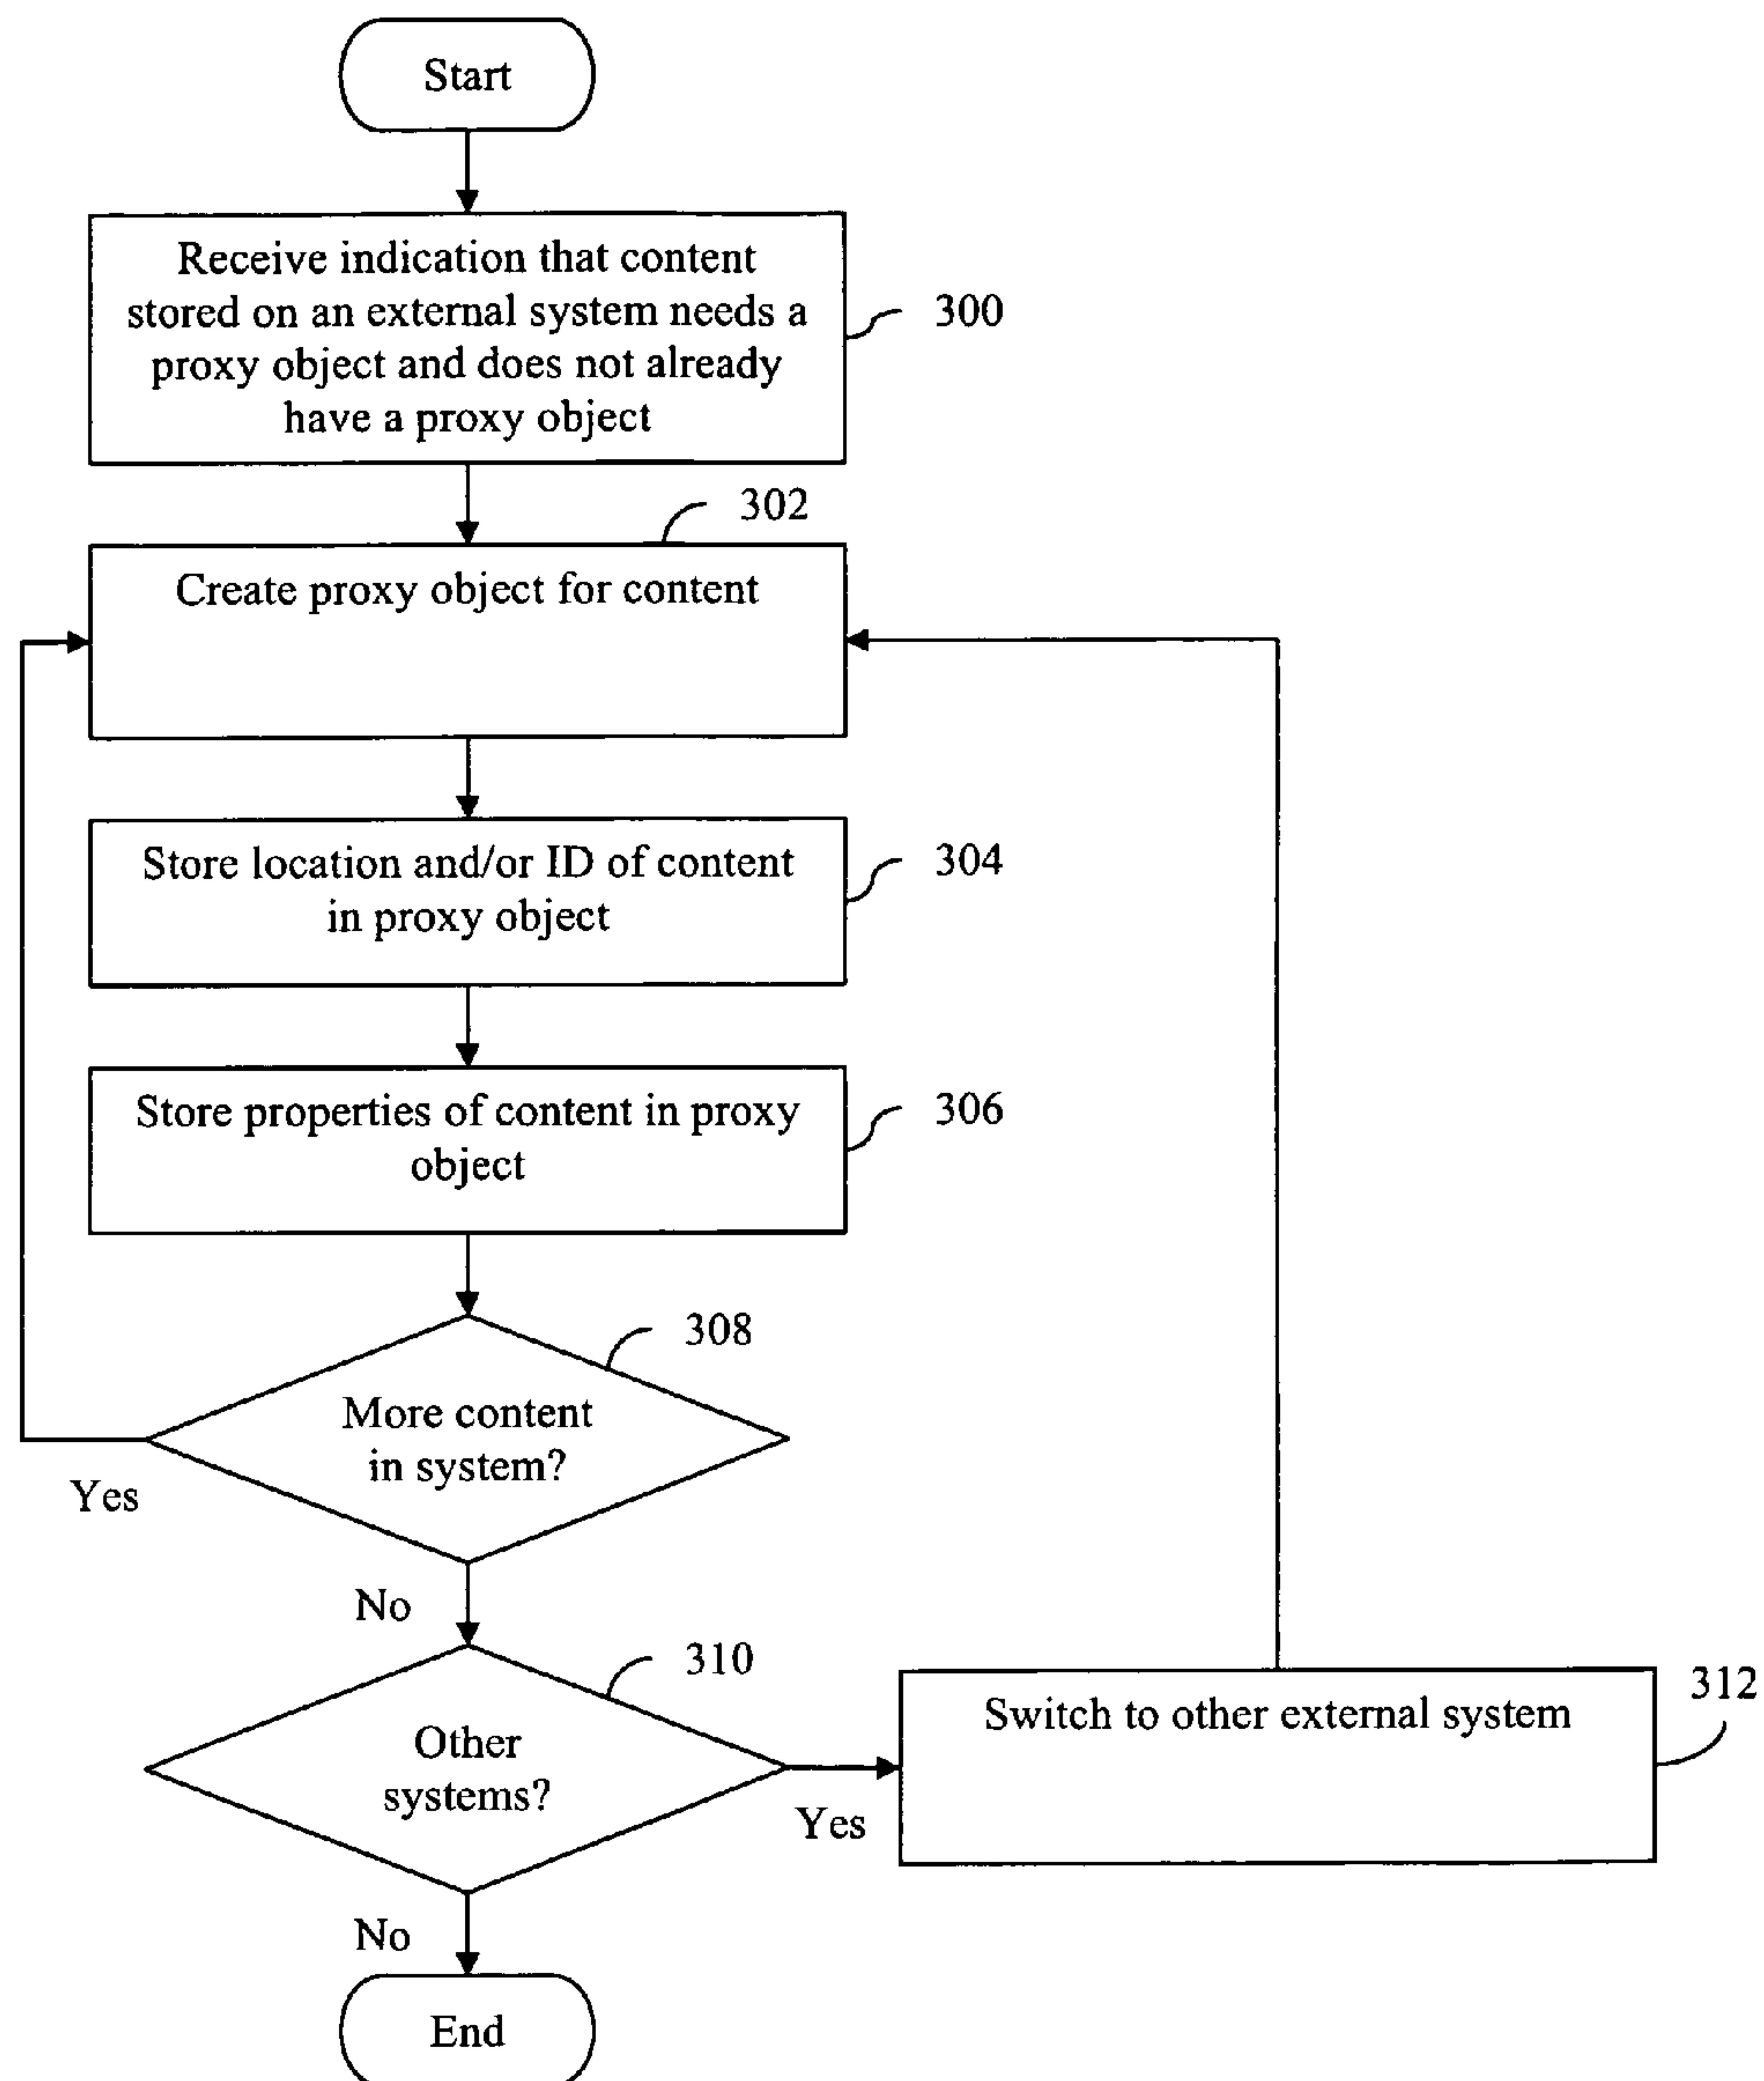 Start
Receive indication that content
stored on an external system needs a
proxy object and does not already
have a proxy object
300
302
Create proxy object for content
Store location and/or ID of content
in proxy object
304
Store properties of content in proxy
object
306
308
More content
in system?
Yes
No
310
Other
systems?
Yes
Switch to other external system
312
No
End